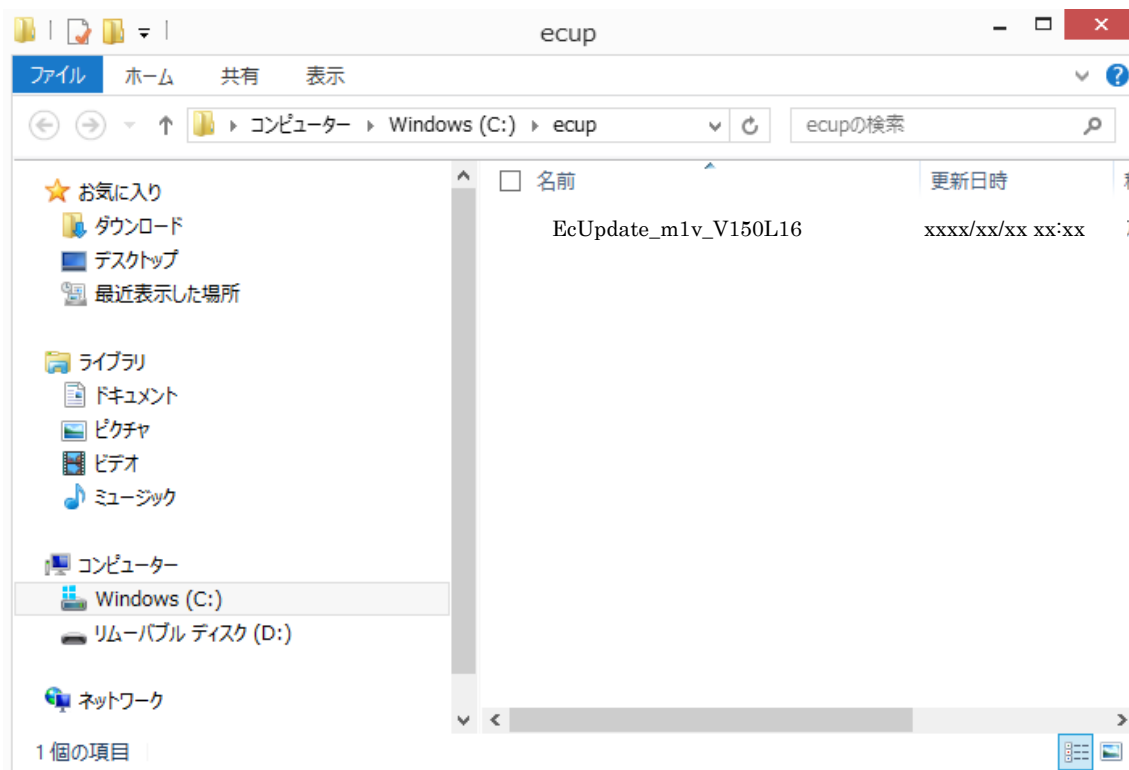 ecup
ファイル ホーム 共有 表示
コンピューター Windows (C:) ecup ecupの検索
お気に入り
ダウンロード
デスクトップ
最近表示した場所
ライブラリ
ドキュメント
ピクチャ
ビデオ
ミュージック
コンピューター
Windows (C:)
リムーバブル ディスク (D:)
ネットワーク
名前 更新日時
EcUpdate_m1v_V150L16 xxxx/xx/xx xx:xx
1 個の項目